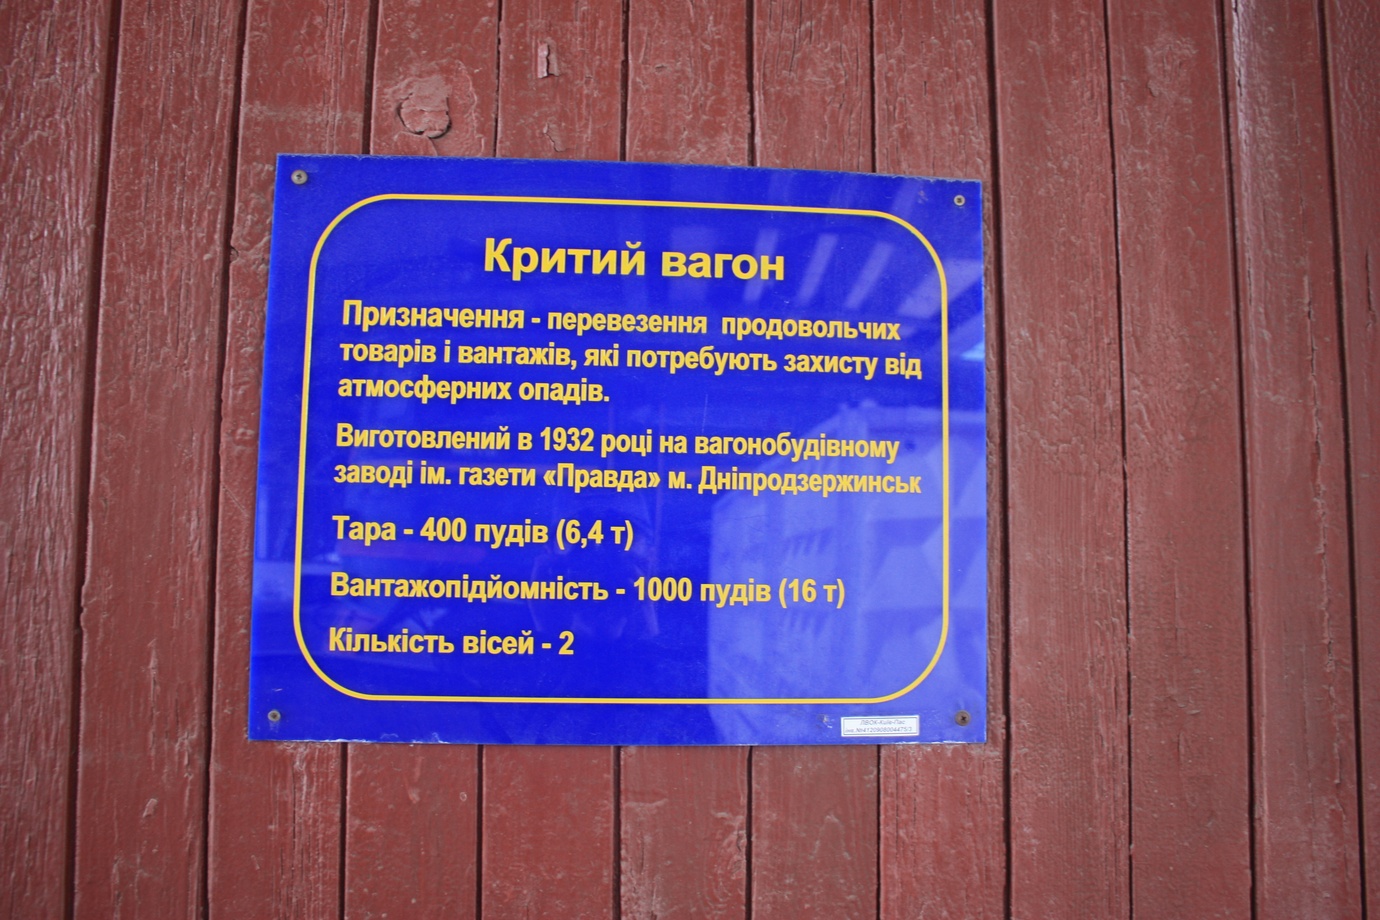 Критий вагон
Призначення - перевезення продовольчих
товарів і вантажів, які потребують захисту від
атмосферних опадів.
Виготовлений в 1932 році на вагонобудівному
заводі ім. газети «Правда» м. Дніпродзержинськ
Тара - 400 пудів (6,4 т)
Вантажопідйомність - 1000 пудів (16 т)
Кількість вісей - 2